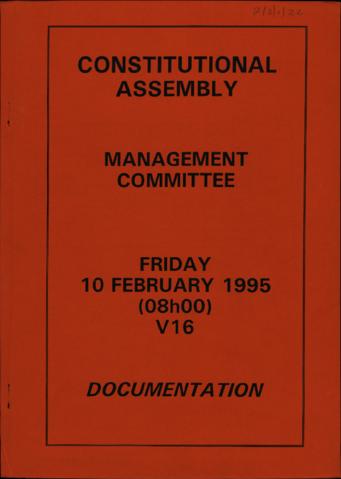 CONSTITUTIONAL
ASSEMBLY
MANAGEMENT
COMMITTEE
FRIDAY
10 FEBRUARY 1995
(08h00)
V16
DOCUMENTATION